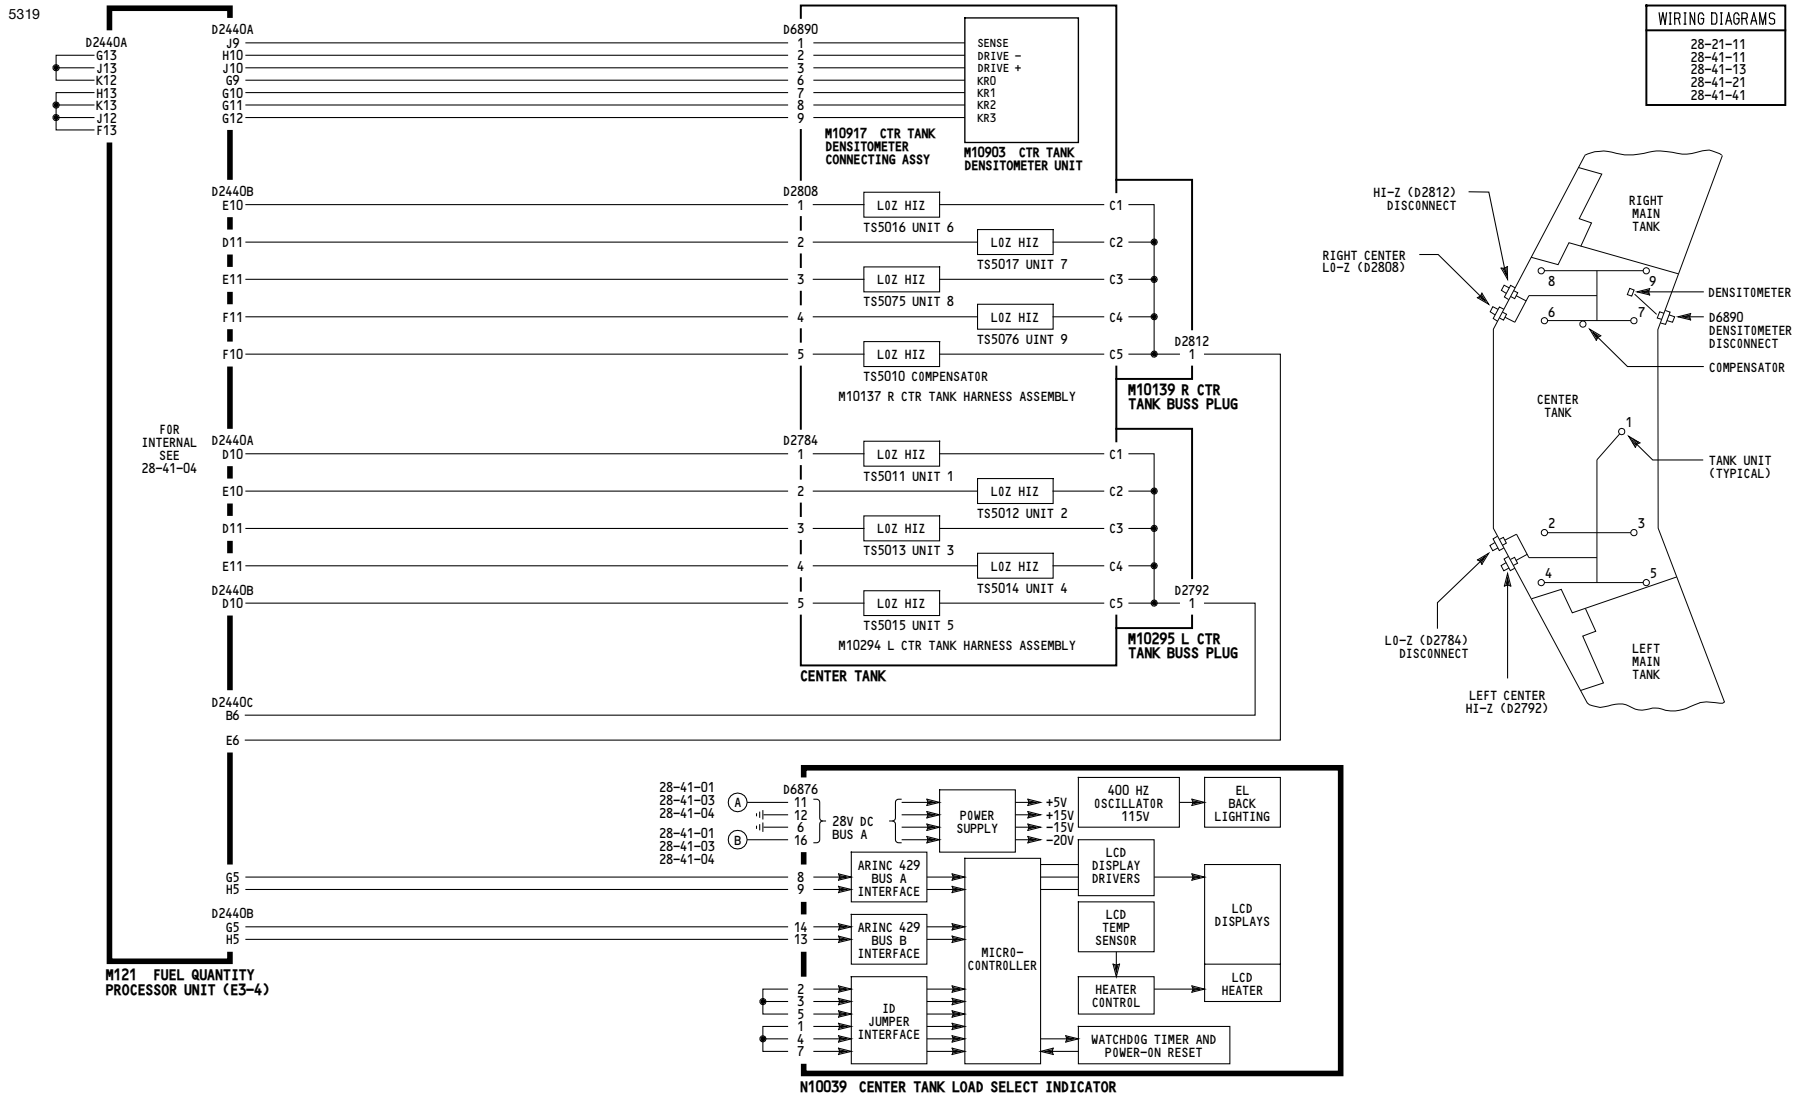 5319
D2440A
G13
J13
K12
H13
K13
J12
F13
D2440A
J9
H10
J10
G9
G10
G11
G12
D6890
1
2
3
6
7
8
9
SENSE
DRIVE -
DRIVE +
KR0
KR1
KR2
KR3
M10917 CTR TANK
DENSITOMETER
CONNECTING ASSY
M10903 CTR TANK
DENSITOMETER UNIT
D2440B
E10
D11
E11
F11
F10
D2808
1
LOZ HIZ
C1
TS5016 UNIT 6
2
LOZ HIZ
C2
TS5017 UNIT 7
3
LOZ HIZ
C3
TS5075 UNIT 8
4
LOZ HIZ
C4
TS5076 UINT 9
5
LOZ HIZ
C5
D2812
1
TS5010 COMPENSATOR
M10137 R CTR TANK HARNESS ASSEMBLY
M10139 R CTR
TANK BUSS PLUG
FOR
INTERNAL
SEE
28-41-04
D2440A
D10
E10
D11
E11
D2440B
D10
D2784
1
LOZ HIZ
C1
TS5011 UNIT 1
2
LOZ HIZ
C2
TS5012 UNIT 2
3
LOZ HIZ
C3
TS5013 UNIT 3
4
LOZ HIZ
C4
TS5014 UNIT 4
5
LOZ HIZ
C5
D2792
1
TS5015 UNIT 5
M10294 L CTR TANK HARNESS ASSEMBLY
M10295 L CTR
TANK BUSS PLUG
CENTER TANK
D2440C
B6
E6
G5
H5
D2440B
G5
H5
M121 FUEL QUANTITY
PROCESSOR UNIT (E3-4)
28-41-01
28-41-03
28-41-04
A
28-41-01
28-41-03
28-41-04
B
D6876
11
12
6
16
28V DC
BUS A
POWER
SUPPLY
+5V
+15V
-15V
-20V
400 HZ
OSCILLATOR
115V
EL
BACK
LIGHTING
8
9
ARINC 429
BUS A
INTERFACE
14
13
ARINC 429
BUS B
INTERFACE
2
3
5
1
4
7
ID
JUMPER
INTERFACE
MICRO-
CONTROLLER
LCD
DISPLAY
DRIVERS
LCD
TEMP
SENSOR
HEATER
CONTROL
LCD
DISPLAYS
LCD
HEATER
WATCHDOG TIMER AND
POWER-ON RESET
N10039 CENTER TANK LOAD SELECT INDICATOR
WIRING DIAGRAMS
28-21-11
28-41-11
28-41-13
28-41-21
28-41-41
HI-Z (D2812)
DISCONNECT
RIGHT CENTER
LO-Z (D2808)
RIGHT
MAIN
TANK
8
9
6
7
DENSITOMETER
D6890
DENSITOMETER
DISCONNECT
COMPENSATOR
CENTER
TANK
1
TANK UNIT
(TYPICAL)
2
3
4
5
LO-Z (D2784)
DISCONNECT
LEFT CENTER
HI-Z (D2792)
LEFT
MAIN
TANK